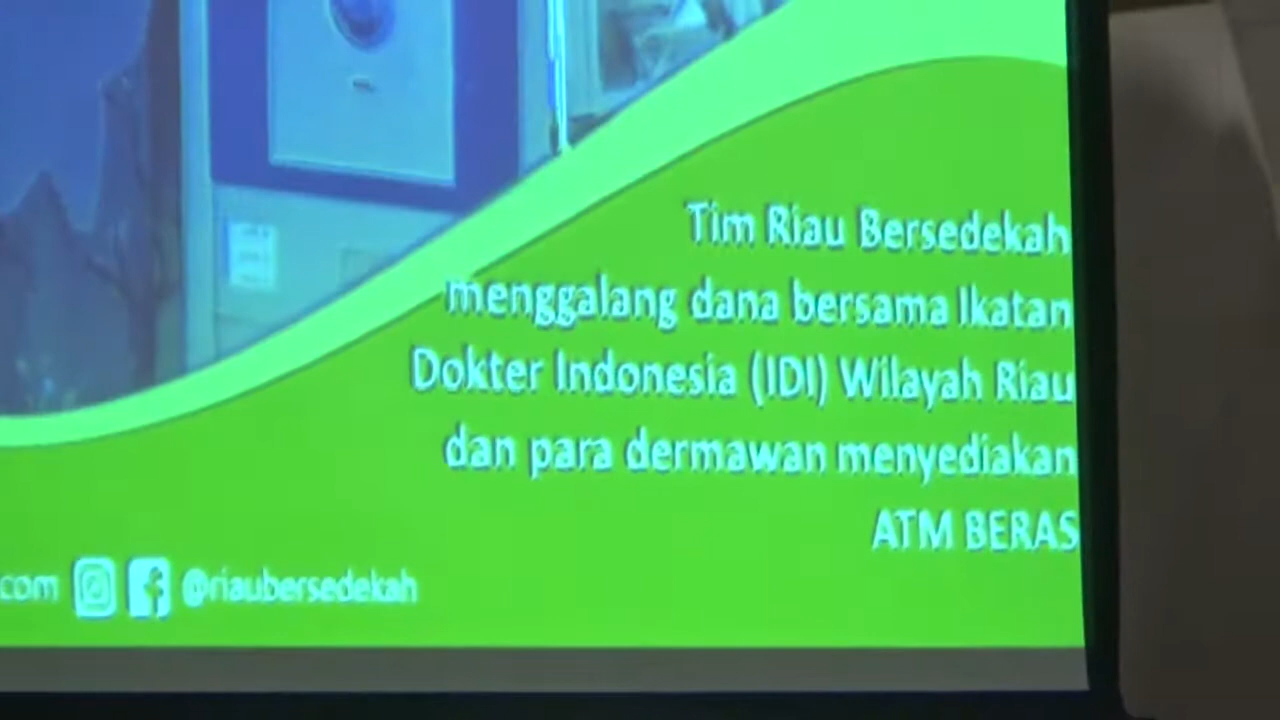 Tim Riau Bersedekah
menggalang dana bersama Ikatan
Dokter Indonesia (IDI) Wilayah Riau
dan para dermawan menyediakan
ATM BERAS
com @riaubersedekah